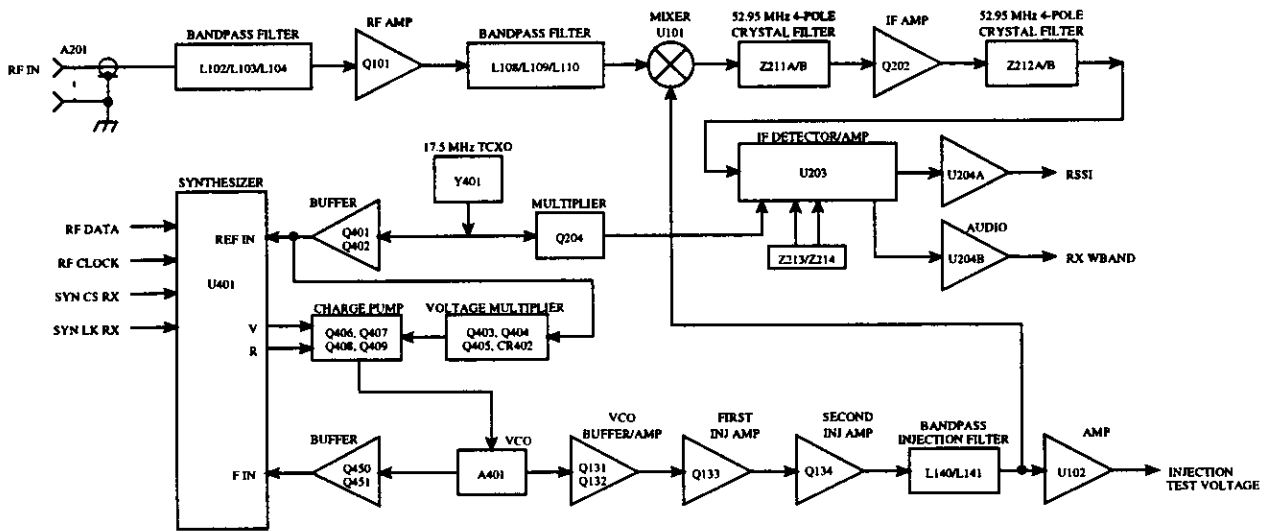 RF IN
A201
BANDPASS FILTER
L102/L103/L104
RF AMP
Q101
BANDPASS FILTER
L108/L109/L110
MIXER
U101
52.95 MHz 4-POLE
CRYSTAL FILTER
Z211A/B
IF AMP
Q202
52.95 MHz 4-POLE
CRYSTAL FILTER
Z212A/B
IF DETECTOR/AMP
U203
U204A
RSSI
AUDIO
U204B
RX WBAND
Z213/Z214
17.5 MHz TCXO
Y401
MULTIPLIER
Q204
BUFFER
Q401
Q402
SYNTHESIZER
RF DATA
RF CLOCK
SYN CS RX
SYN LK RX
REF IN
U401
V
R
F IN
CHARGE PUMP
Q406, Q407
Q408, Q409
VOLTAGE MULTIPLIER
Q403, Q404
Q405, CR402
BUFFER
Q450
Q451
VCO
A401
VCO
BUFFER/AMP
Q131
Q132
FIRST
INJ AMP
Q133
SECOND
INJ AMP
Q134
BANDPASS
INJECTION FILTER
L140/L141
AMP
U102
INJECTION
TEST VOLTAGE